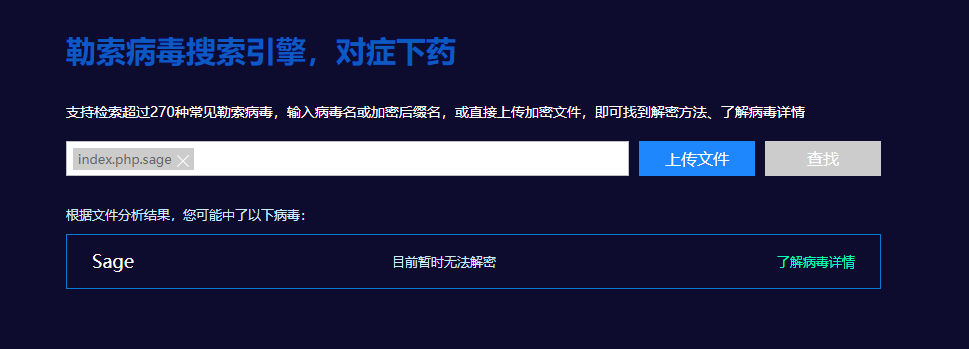 勒索病毒搜索引擎，对症下药
支持检索超过270种常见勒索病毒，输入病毒名或加密后缀名，或直接上传加密文件，即可找到解密方法、了解病毒详情
index.php.sage 上传文件 查找
根据文件分析结果，您可能中了以下病毒：
Sage 目前暂时无法解密 了解病毒详情